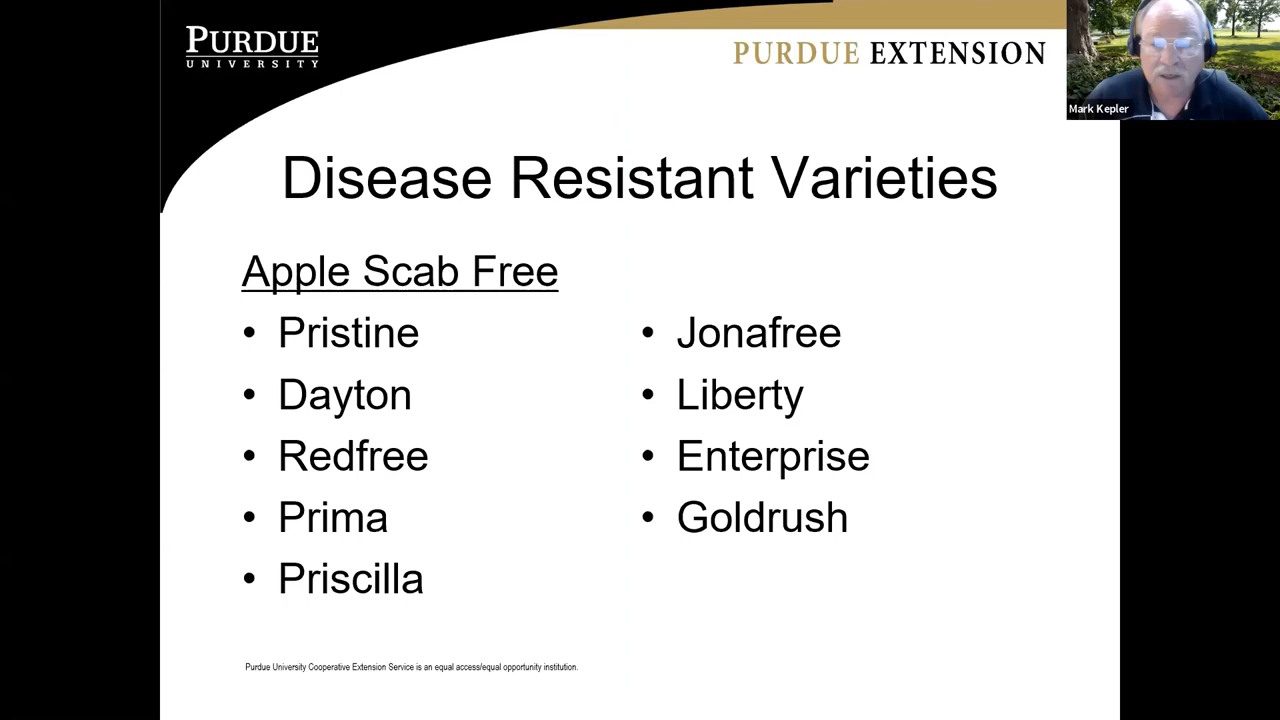 PURDUE
UNIVERSITY
PURDUE EXTENSION
Mark Kepler
Disease Resistant Varieties
Apple Scab Free
• Pristine
• Dayton
• Redfree
• Prima
• Priscilla
• Jonafree
• Liberty
• Enterprise
• Goldrush
Purdue University Cooperative Extension Service is an equal access/equal opportunity institution.